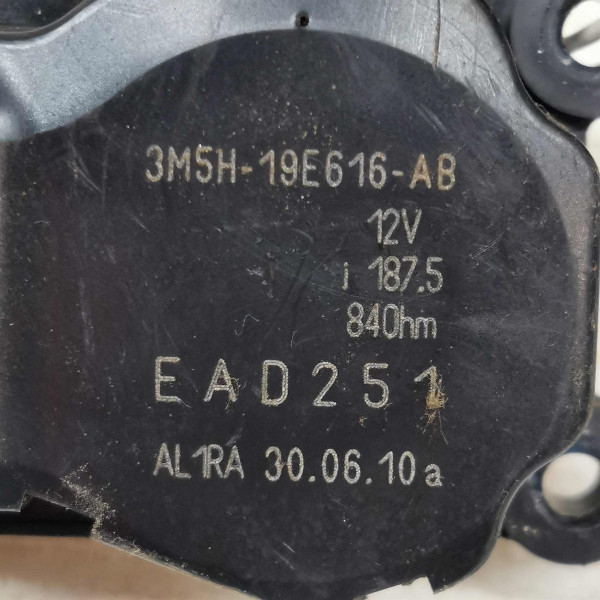 3M5H-19E616-AB
12V
i 187.5
84Ohm
EAD251
AL1RA 30.06.10a